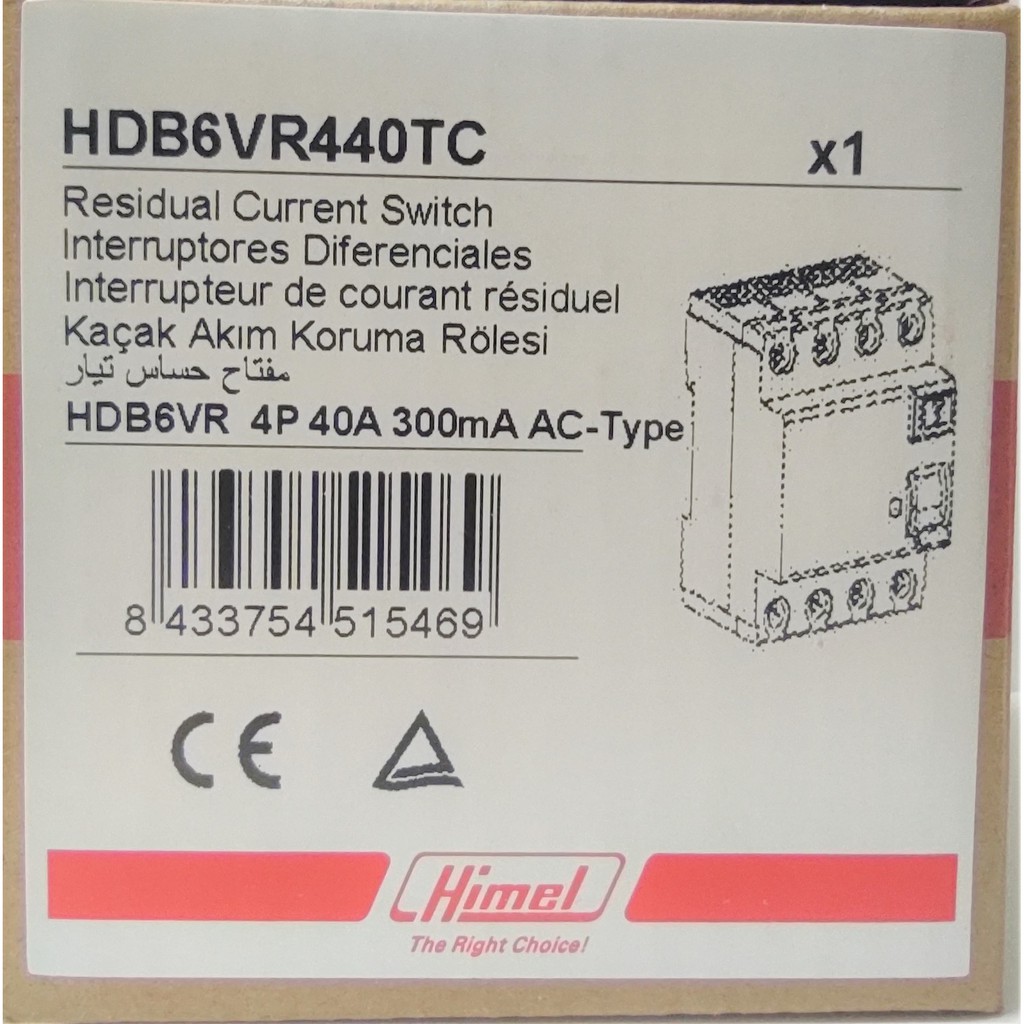 HDB6VR440TC x1
Residual Current Switch
Interruptores Diferenciales
Interrupteur de courant résiduel
Kaçak Akım Koruma Rölesi
مفتاح حساس تيار
HDB6VR 4P 40A 300mA AC-Type
8 433754 515469
CE
Himel
The Right Choice!